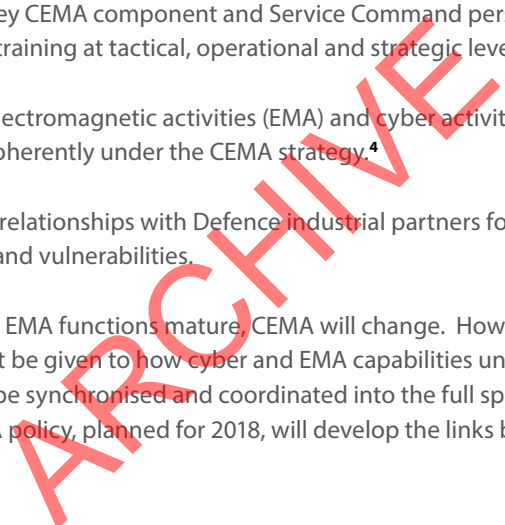 ey CEMA component and Service Command pers
training at tactical, operational and strategic leve
ectromagnetic activities (EMA) and cyber activit
oherently under the CEMA strategy.4
relationships with Defence industrial partners fo
and vulnerabilities.
EMA functions mature, CEMA will change. How
t be given to how cyber and EMA capabilities un
be synchronised and coordinated into the full sp
A policy, planned for 2018, will develop the links b
ARCHIVE